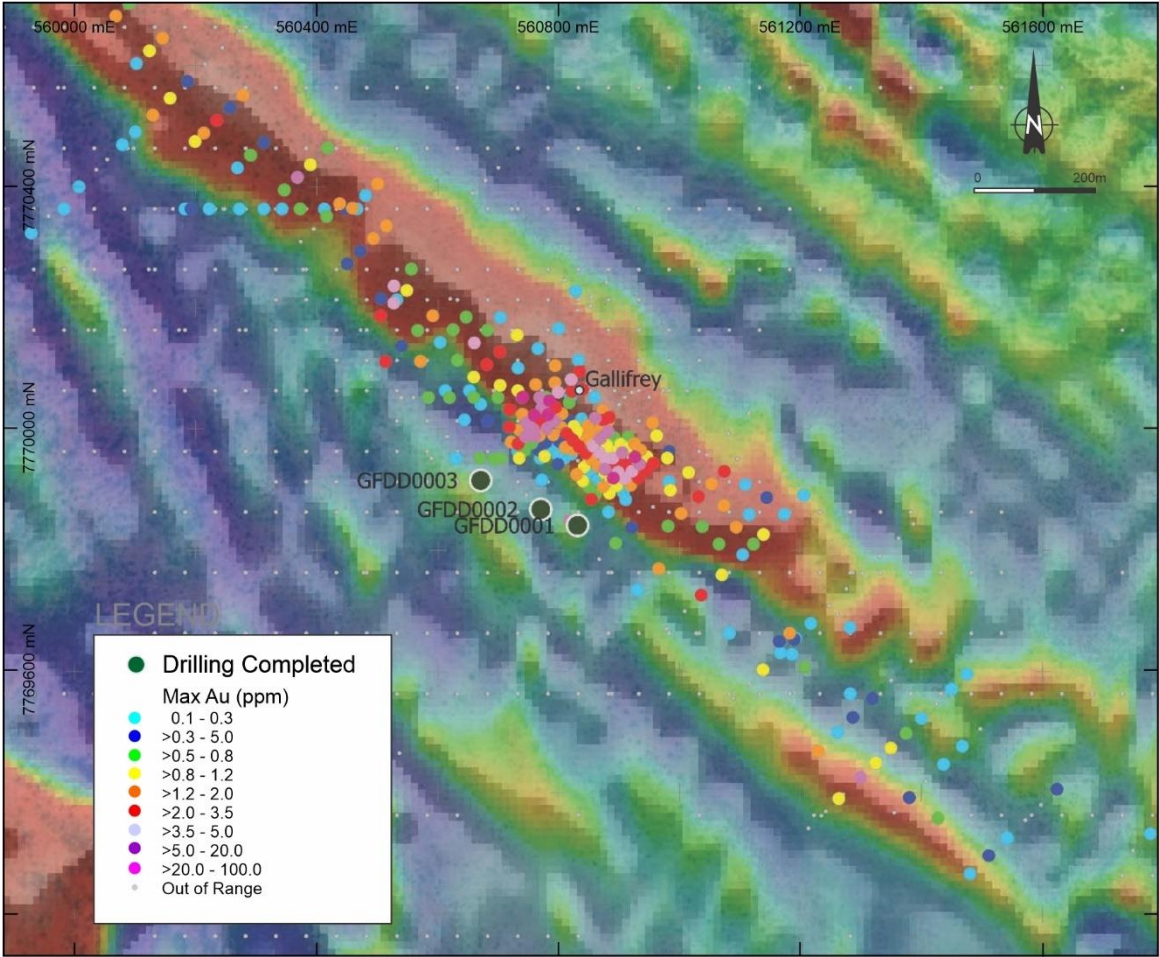 560000 mE
560400 mE
560800 mE
561200 mE
561600 mE
N
0
200m
7770400 mN
Gallifrey
7770000 mN
GFDD0003
GFDD0002
GFDD0001
7769600 mN
LEGEND
Drilling Completed
Max Au (ppm)
0.1 - 0.3
>0.3 - 5.0
>0.5 - 0.8
>0.8 - 1.2
>1.2 - 2.0
>2.0 - 3.5
>3.5 - 5.0
>5.0 - 20.0
>20.0 - 100.0
Out of Range